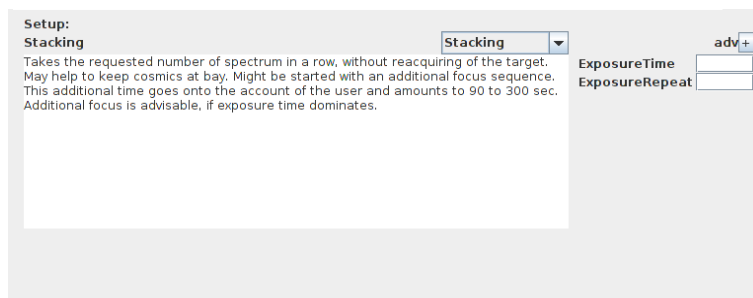 Setup:
Stacking Stacking adv +
Takes the requested number of spectrum in a row, without reacquiring of the target.
May help to keep cosmics at bay. Might be started with an additional focus sequence.
This additional time goes onto the account of the user and amounts to 90 to 300 sec.
Additional focus is advisable, if exposure time dominates.
ExposureTime
ExposureRepeat